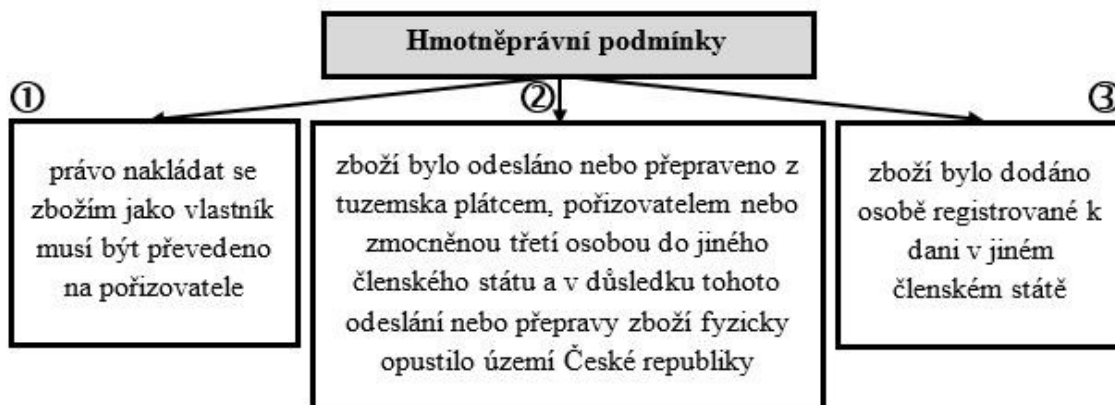 Hmotněprávní podmínky
①
právo nakládat se
zbožím jako vlastník
musí být převedeno
na pořizovatele
②
zboží bylo odesláno nebo přepraveno z
tuzemska plátcem, pořizovatelem nebo
zmocněnou třetí osobou do jiného
členského státu a v důsledku tohoto
odeslání nebo přepravy zboží fyzicky
opustilo území České republiky
③
zboží bylo dodáno
osobě registrované k
dani v jiném
členském státě